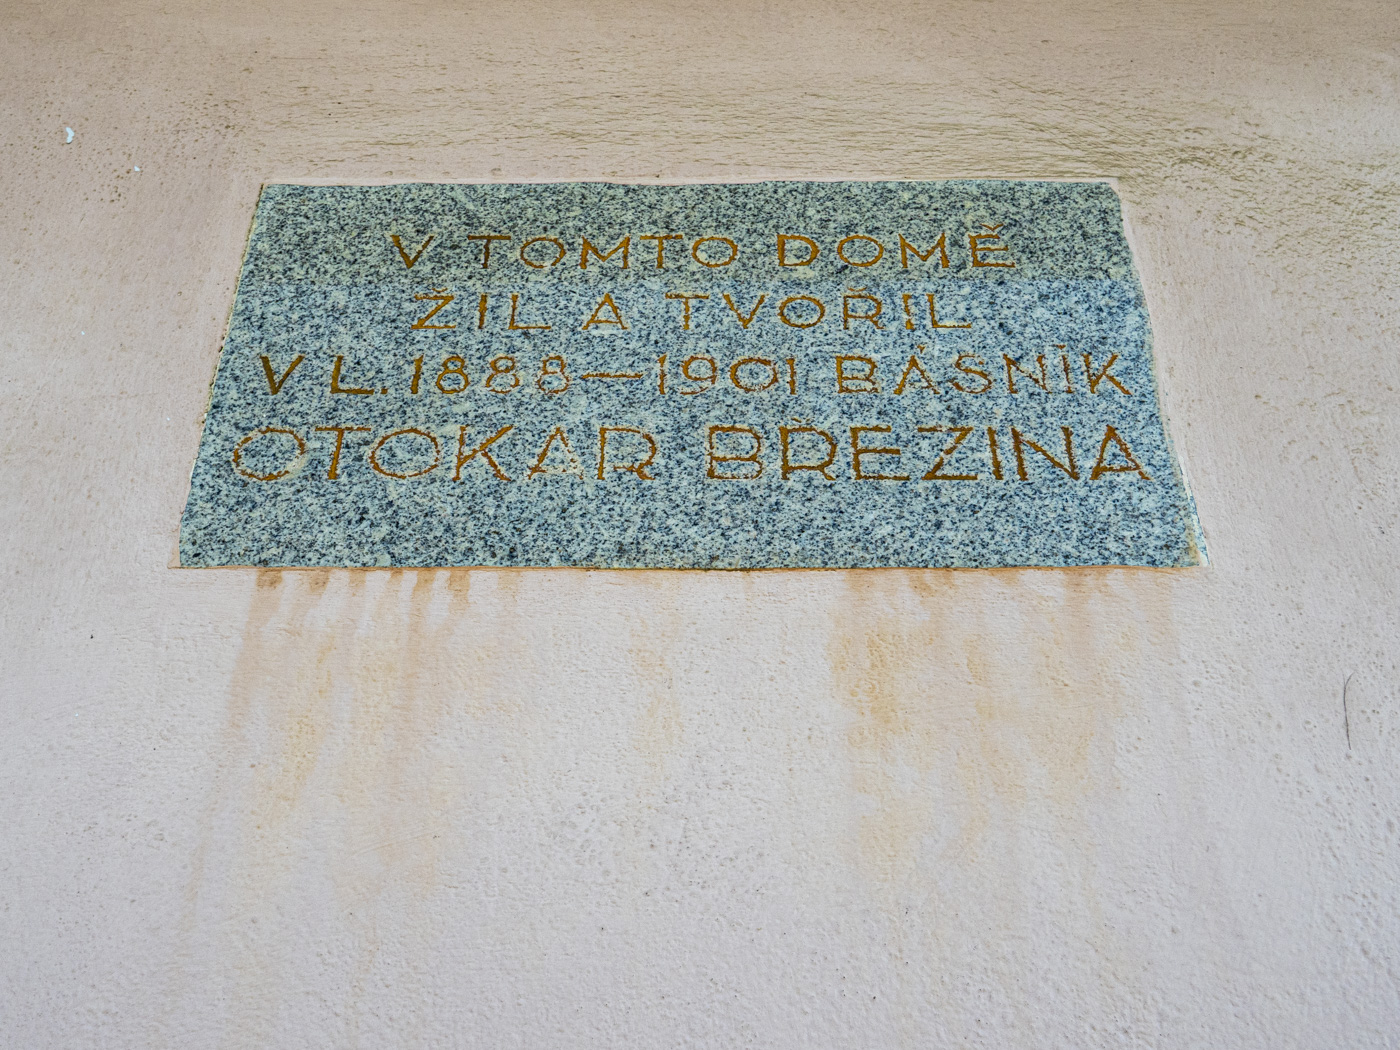 V TOMTO DOMĚ
ŽIL A TVOŘIL
V L. 1888—1901 BÁSNÍK
OTOKAR BŘEZINA